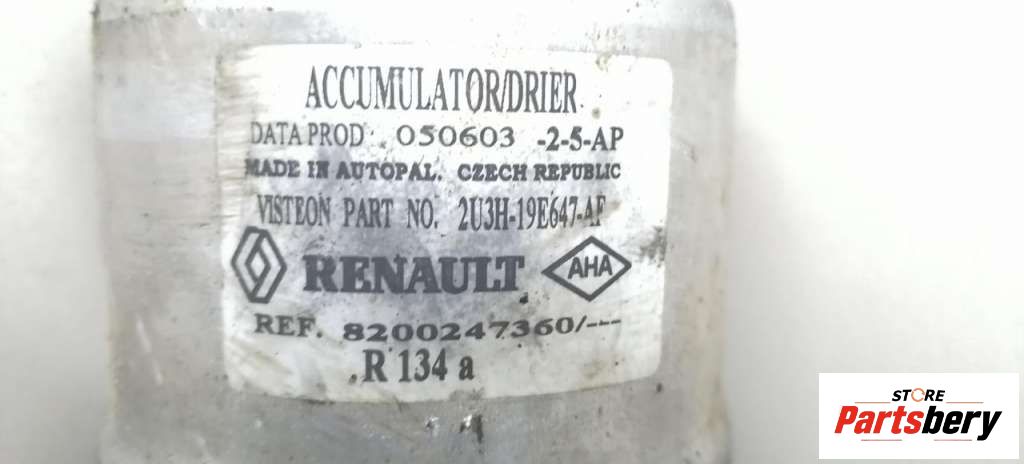 ACCUMULATOR/DRIER
DATA PROD : 050603 -2-5-AP
MADE IN AUTOPAL. CZECH REPUBLIC
VISTEON PART NO. 2U3H-19E647-AF
RENAULT AHA
REF. 8200247360/---
R 134 a
STORE
Partsbery